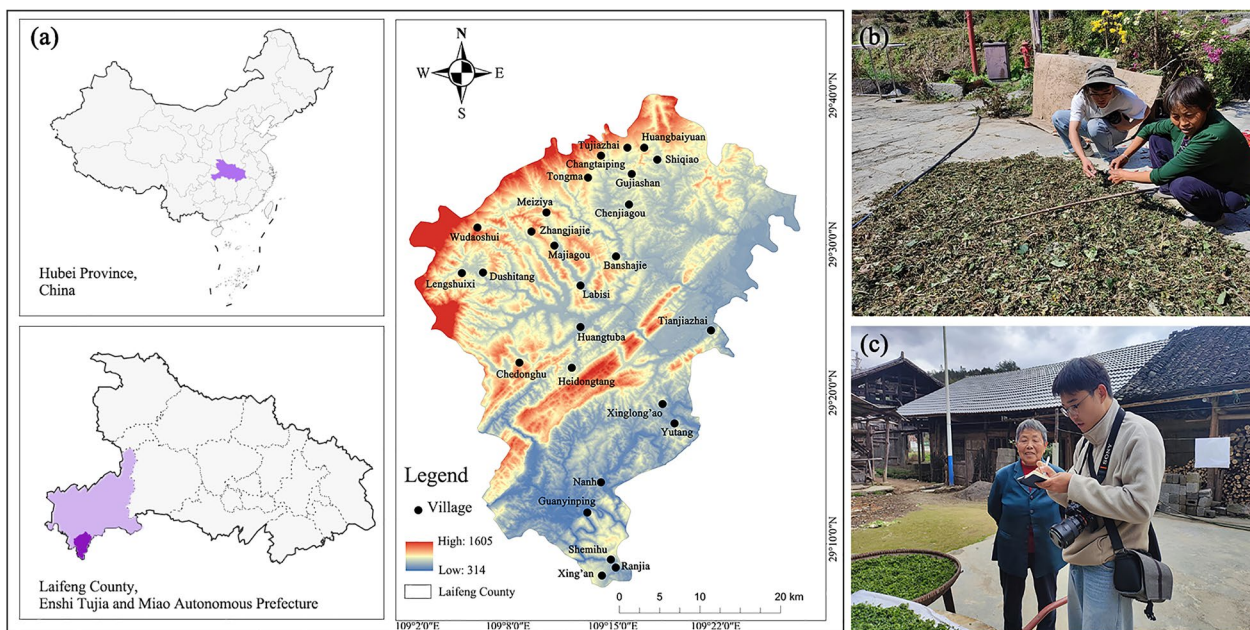 (a)
Hubei Province,
China
Laifeng County,
Enshi Tujia and Miao Autonomous Prefecture
N
W
E
S
Huangbaiyuan
Tujiazhai
Changtaiping
Shiqiao
Tongma
Gujiashan
Meiziya
Chenjiagou
Wudaoshui
Zhangjiajie
Majiagou
Banshajie
Lengshuixi
Dushitang
Labisi
Huangtuba
Tianjiazhai
Chedonghu
Heidongtang
Xinglong'ao
Yutang
Nanhe
Guanyinping
Shemihu
Ranjia
Xing'an
Legend
Village
High: 1605
Low: 314
Laifeng County
0
5
10
20 km
29°40'0"N
29°30'0"N
29°20'0"N
29°10'0"N
109°2'0"E
109°8'0"E
109°15'0"E
109°22'0"E
(b)
(c)